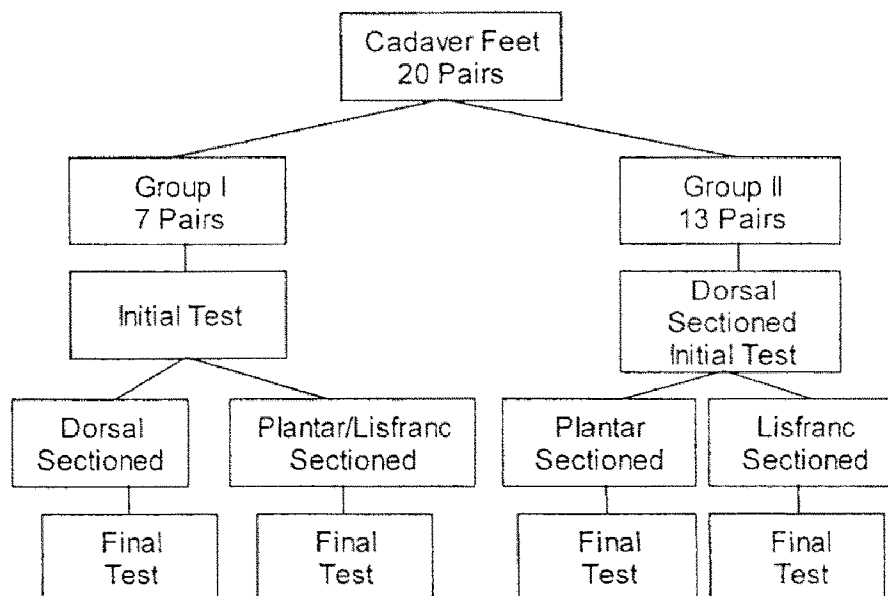 Cadaver Feet
20 Pairs
Group I
7 Pairs
Group II
13 Pairs
Initial Test
Dorsal
Sectioned
Initial Test
Dorsal
Sectioned
Plantar/Lisfranc
Sectioned
Plantar
Sectioned
Lisfranc
Sectioned
Final
Test
Final
Test
Final
Test
Final
Test